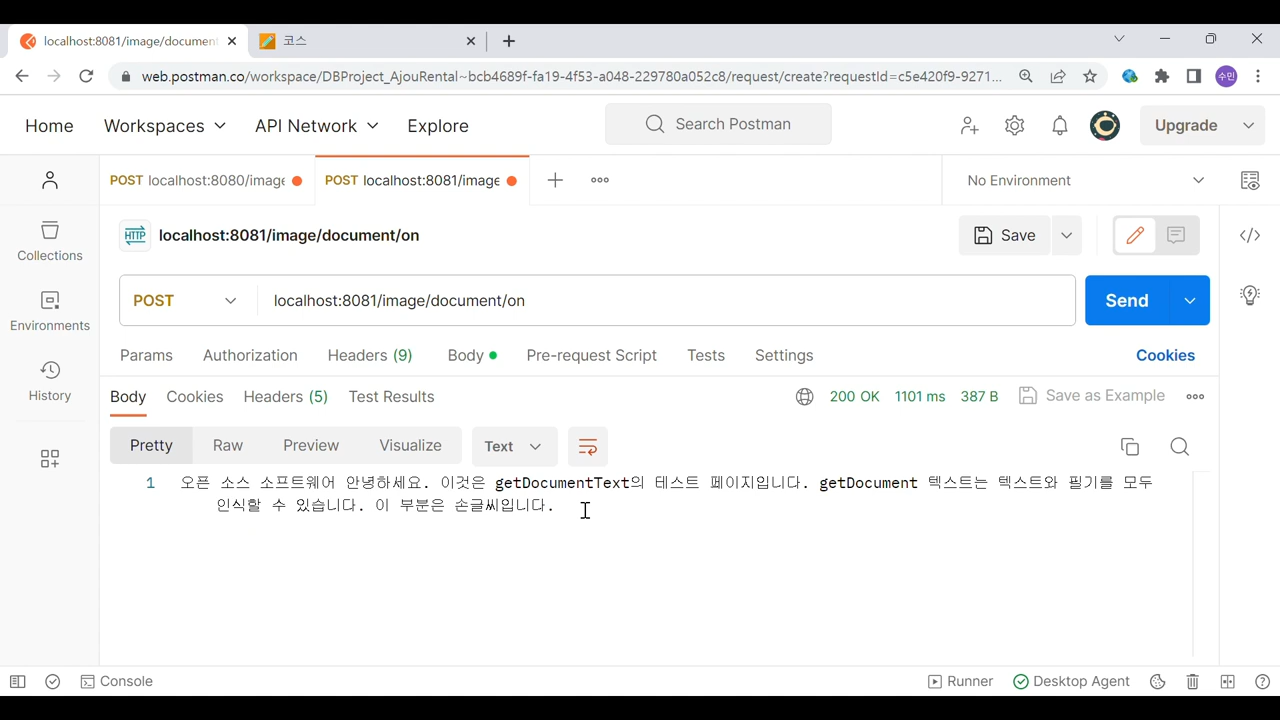 localhost:8081/image/document
코스
web.postman.co/workspace/DBProject_AjouRental~bcb4689f-fa19-4f53-a048-229780a052c8/request/create?requestId=c5e420f9-9271...
수민
Home Workspaces API Network Explore Search Postman Upgrade
POST localhost:8080/image POST localhost:8081/image No Environment
HTTP localhost:8081/image/document/on Save
Collections
POST localhost:8081/image/document/on Send
Environments
Params Authorization Headers (9) Body Pre-request Script Tests Settings Cookies
History
Body Cookies Headers (5) Test Results 200 OK 1101 ms 387 B Save as Example
Pretty Raw Preview Visualize Text
1 오픈 소스 소프트웨어 안녕하세요. 이것은 getDocumentText의 테스트 페이지입니다. getDocument 텍스트는 텍스트와 필기를 모두
인식할 수 있습니다. 이 부분은 손글씨입니다.
Console Runner Desktop Agent